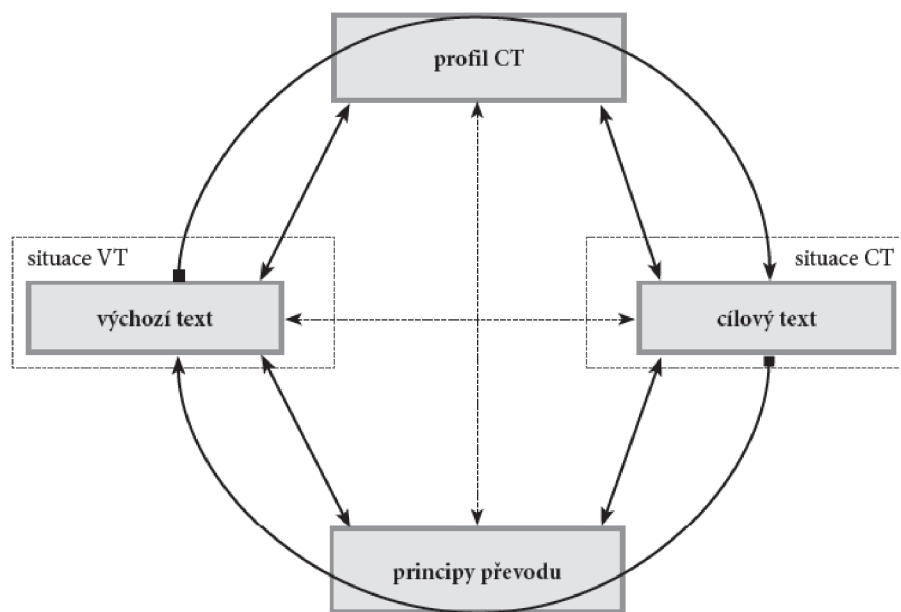 profil CT
situace VT
situace CT
výchozí text
cílový text
principy převodu